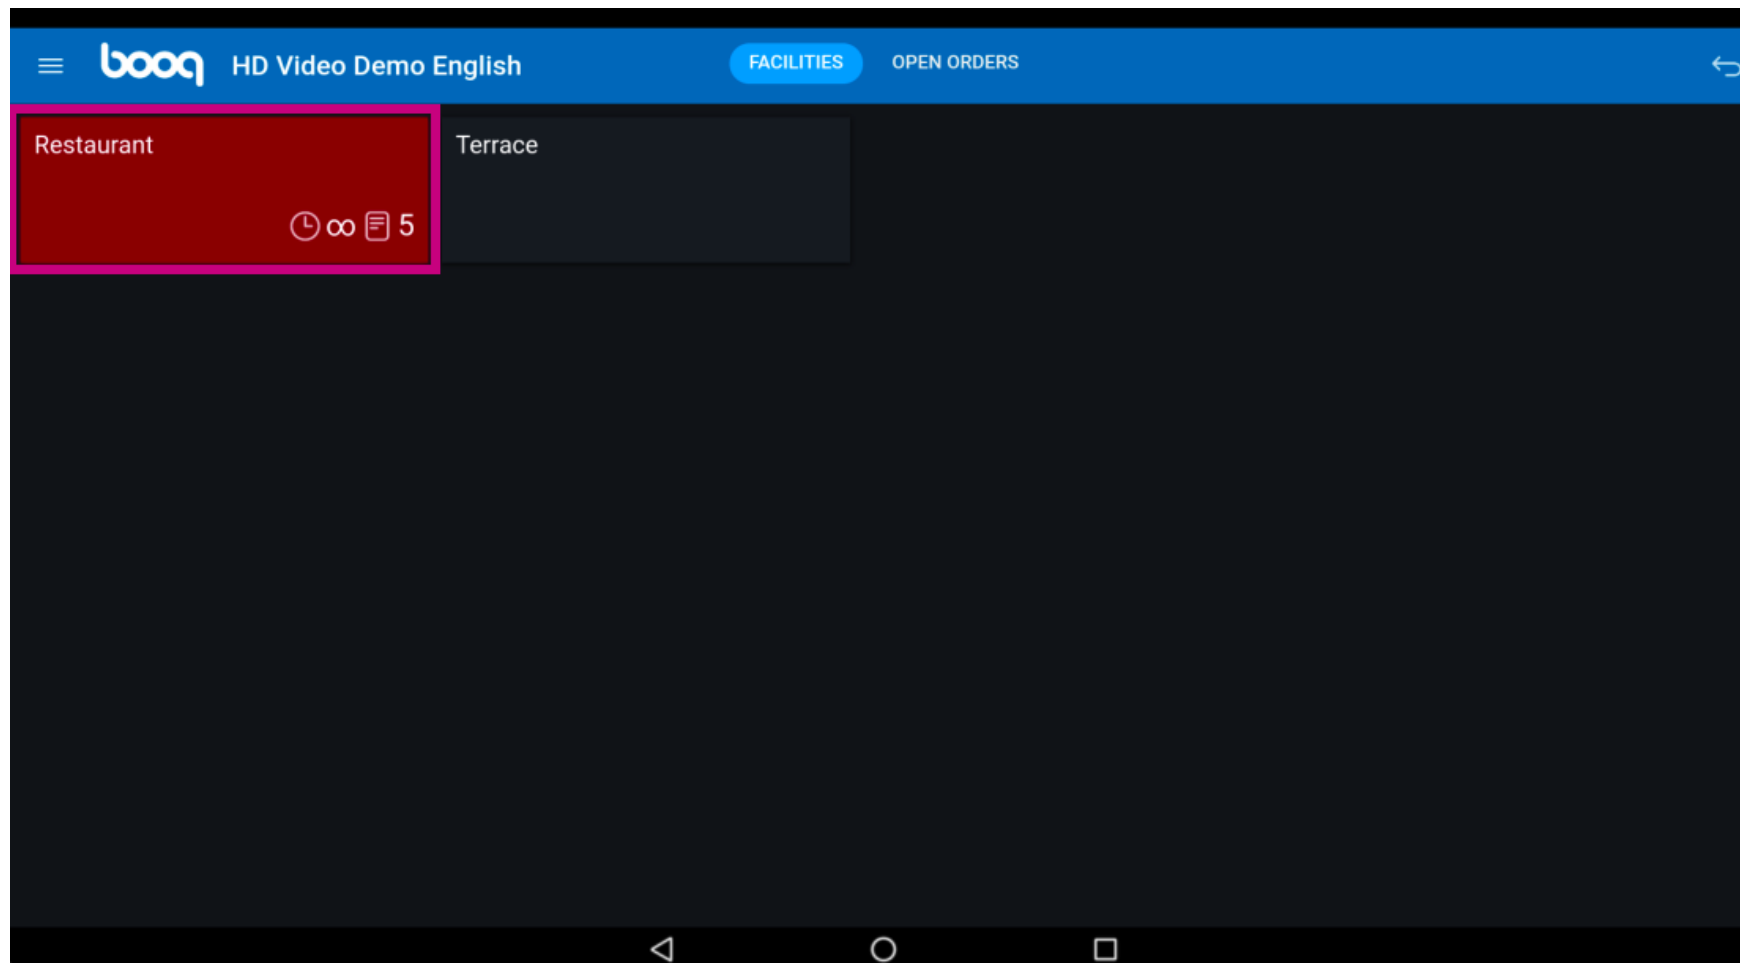 booq HD Video Demo English FACILITIES OPEN ORDERS
Restaurant Terrace
∞ 5